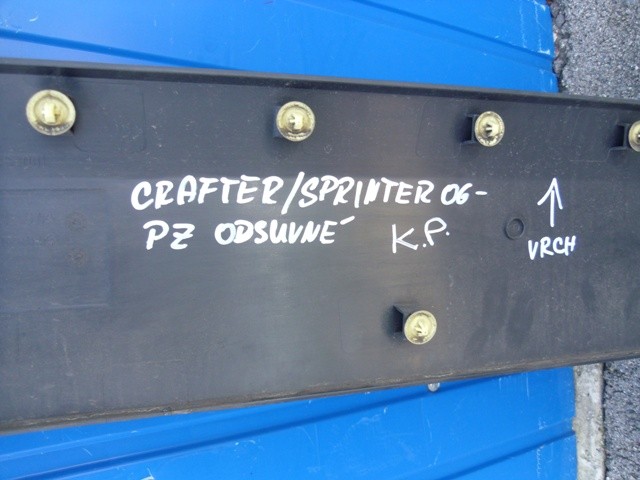 CRAFTER/SPRINTER 06-
PZ ODSUVNÉ K.P.
VRCH